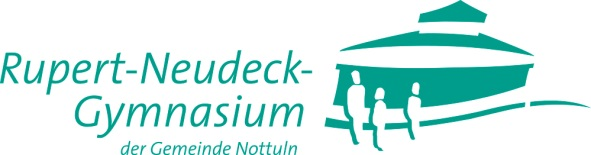 Rupert-Neudeck-
Gymnasium
der Gemeinde Nottuln